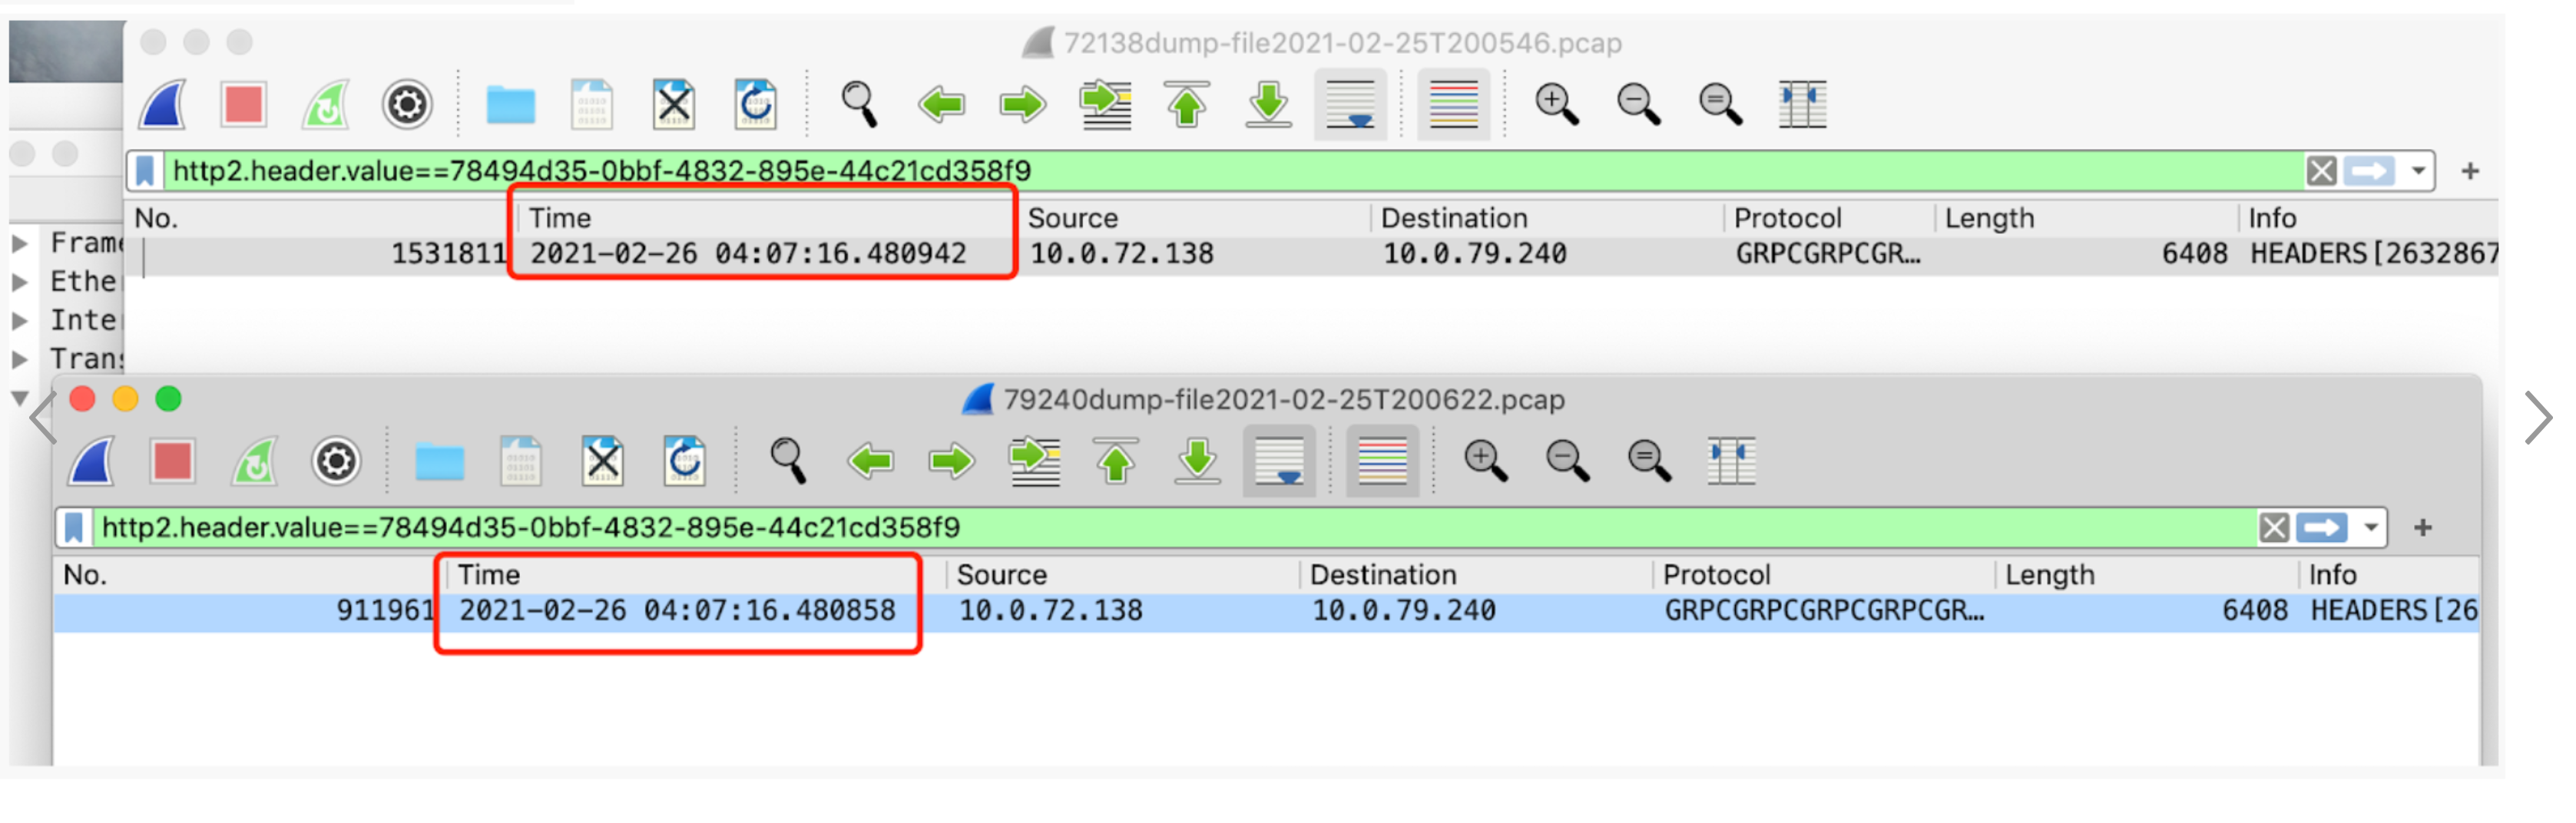 72138dump-file2021-02-25T200546.pcap
http2.header.value==78494d35-0bbf-4832-895e-44c21cd358f9
No. Time Source Destination Protocol Length Info
1531811 2021-02-26 04:07:16.480942 10.0.72.138 10.0.79.240 GRPCGRPCGR… 6408 HEADERS[2632867
Frame
Ether
Inte
Trans
79240dump-file2021-02-25T200622.pcap
http2.header.value==78494d35-0bbf-4832-895e-44c21cd358f9
No. Time Source Destination Protocol Length Info
911961 2021-02-26 04:07:16.480858 10.0.72.138 10.0.79.240 GRPCGRPCGRPCGRPCGR… 6408 HEADERS[26